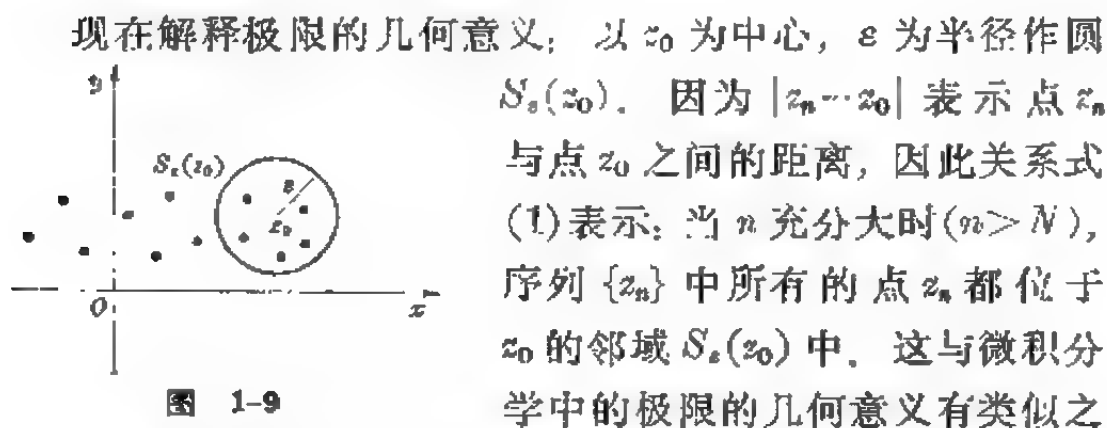 现在解释极限的几何意义: 以 z₀ 为中心, ε 为半径作圆
Sε(z₀). 因为 |zₙ-z₀| 表示点 zₙ
与点 z₀ 之间的距离, 因此关系式
(1)表示: 当 n 充分大时(n>N),
序列 {zₙ} 中所有的点 zₙ 都位于
z₀ 的邻域 Sε(z₀) 中. 这与微积分
学中的极限的几何意义有类似之
y
Sε(z₀)
ε
z₀
O
x
图 1-9